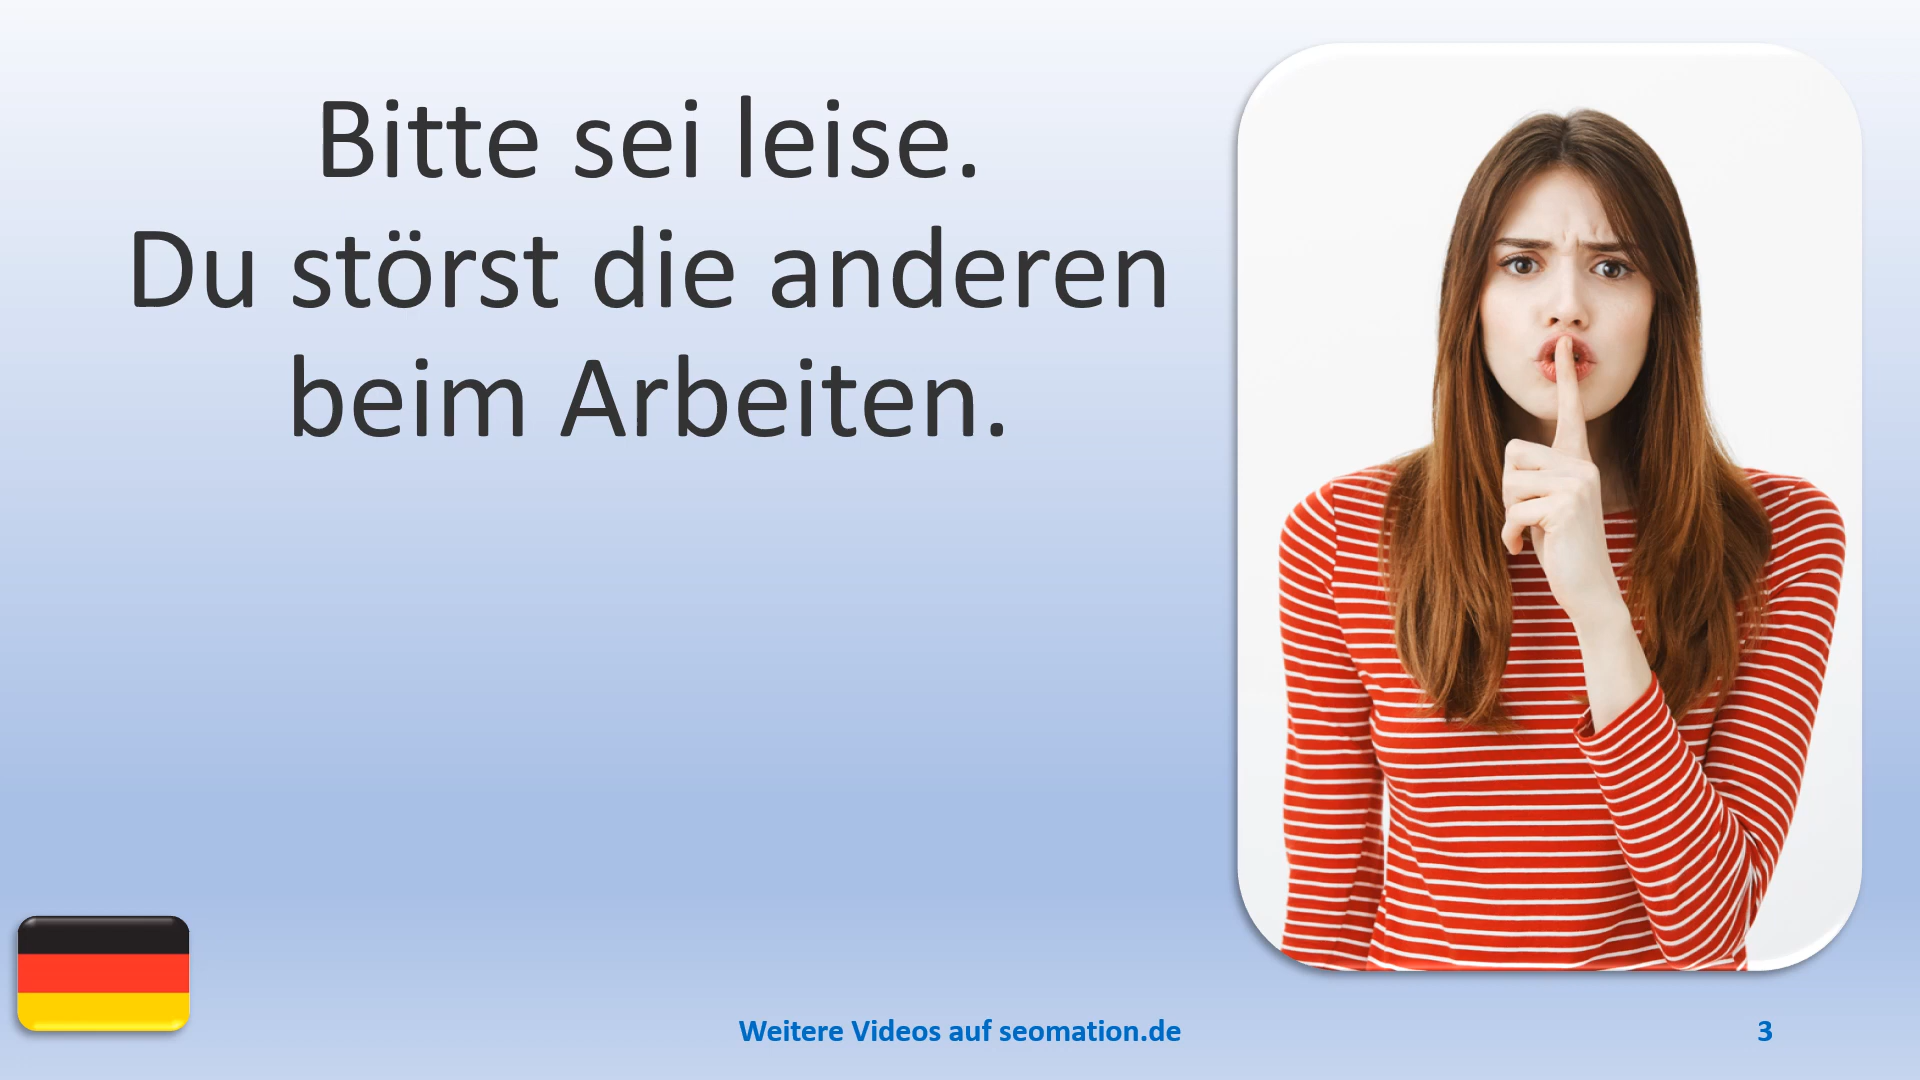 Bitte sei leise.
Du störst die anderen
beim Arbeiten.
Weitere Videos auf seomation.de
3